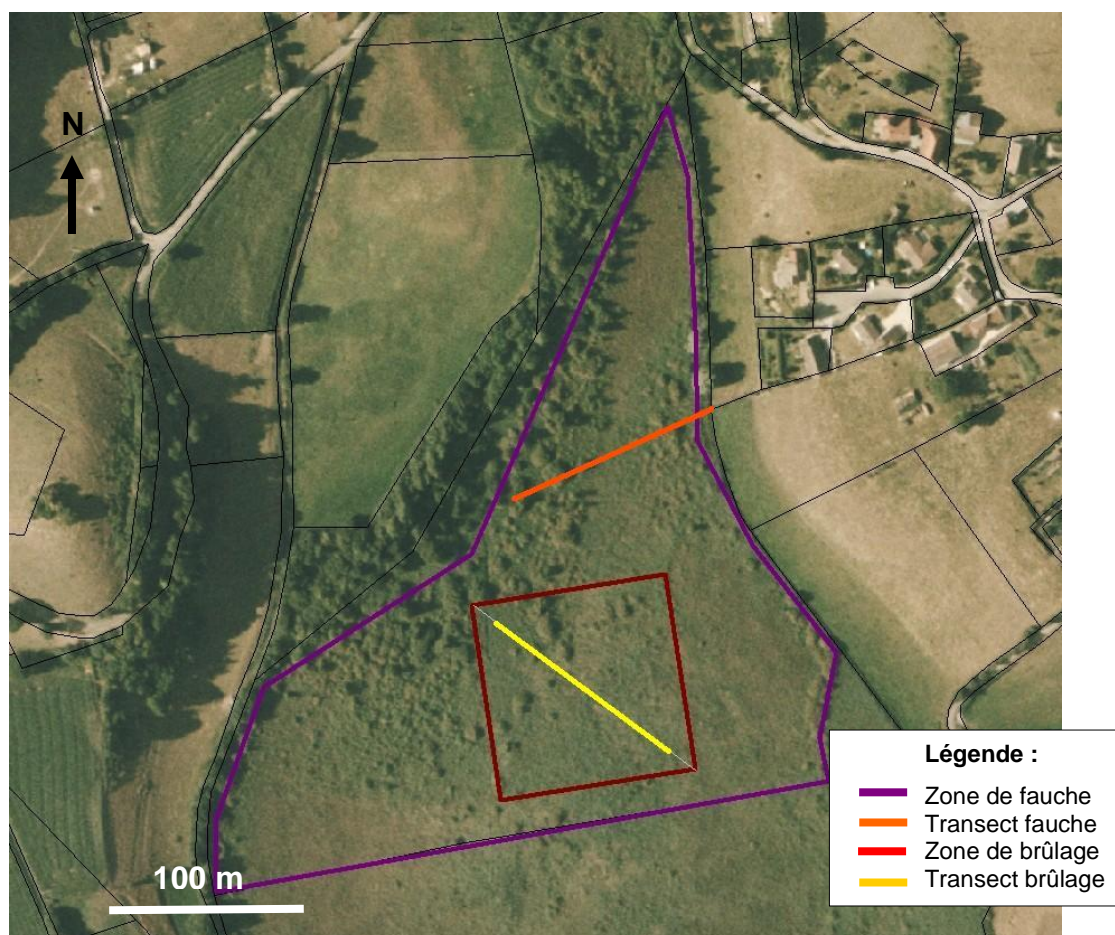 N
Légende :
Zone de fauche
Transect fauche
Zone de brûlage
Transect brûlage
100 m